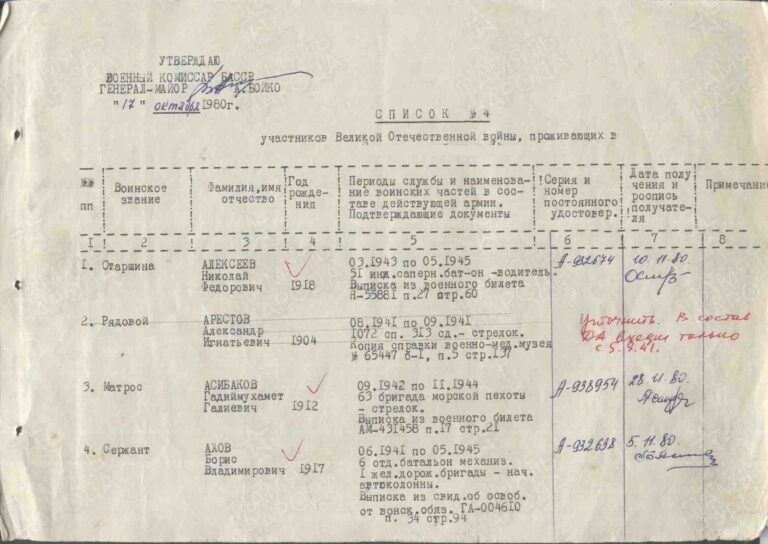 УТВЕРЖДАЮ
ВОЕННЫЙ КОМИССАР БАССР
ГЕНЕРАЛ-МАЙОР БОЙКО
"17" октября 1980г.
СПИСОК № 4
участников Великой Отечественной войны, проживающих в
№№ пп
Воинское звание
Фамилия, имя отчество
Год рождения
Периоды службы и наименование воинских частей в составе действующей армии. Подтверждающие документы
Серия и номер постоянного удостовер.
Дата получения и роспись получателя
Примечание
I 2 3 4 5 6 7 8
I. Старшина АЛЕКСЕЕВ 03.1943 по 05.1945 А-932674 10.11.80.
Николай 51 инж.саперн.бат-он -водитель.
Федорович 1918 Выписка из военного билета
Я-55881 п.27 стр.60
2. Рядовой АРЕСТОВ 08.1941 по 09.1941 Уточнить. В состав
Александр 1072 сп. 313 сд.- стрелок. ДА входил только
Игнатьевич 1904 Копия справки военно-мед.музея с 5.9.41.
№ 65447 б-I, п.5 стр.137
3. Матрос АСИБАКОВ 09.1942 по II.1944 А-938954 28.11.80.
Гадиймухамет 63 бригада морской пехоты
Галиевич 1912 - стрелок.
Выписка из военного билета
АМ-431458 п.17 стр.21
4. Сержант АХОВ 06.1941 по 05.1945 А-932638 5.11.80
Борис 6 отд.батальон механиз.
Владимирович 1917 I жел.дорож.бригады - нач.
автоколонны.
Выписка из свид.об освоб.
от воинск.обяз. ГА-004610
п. 34 стр.94